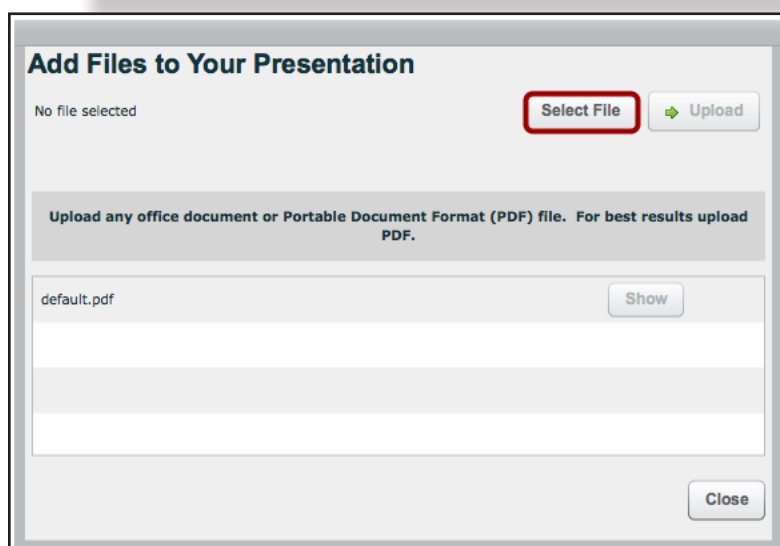 Add Files to Your Presentation
No file selected
Select File
Upload
Upload any office document or Portable Document Format (PDF) file. For best results upload
PDF.
default.pdf
Show
Close